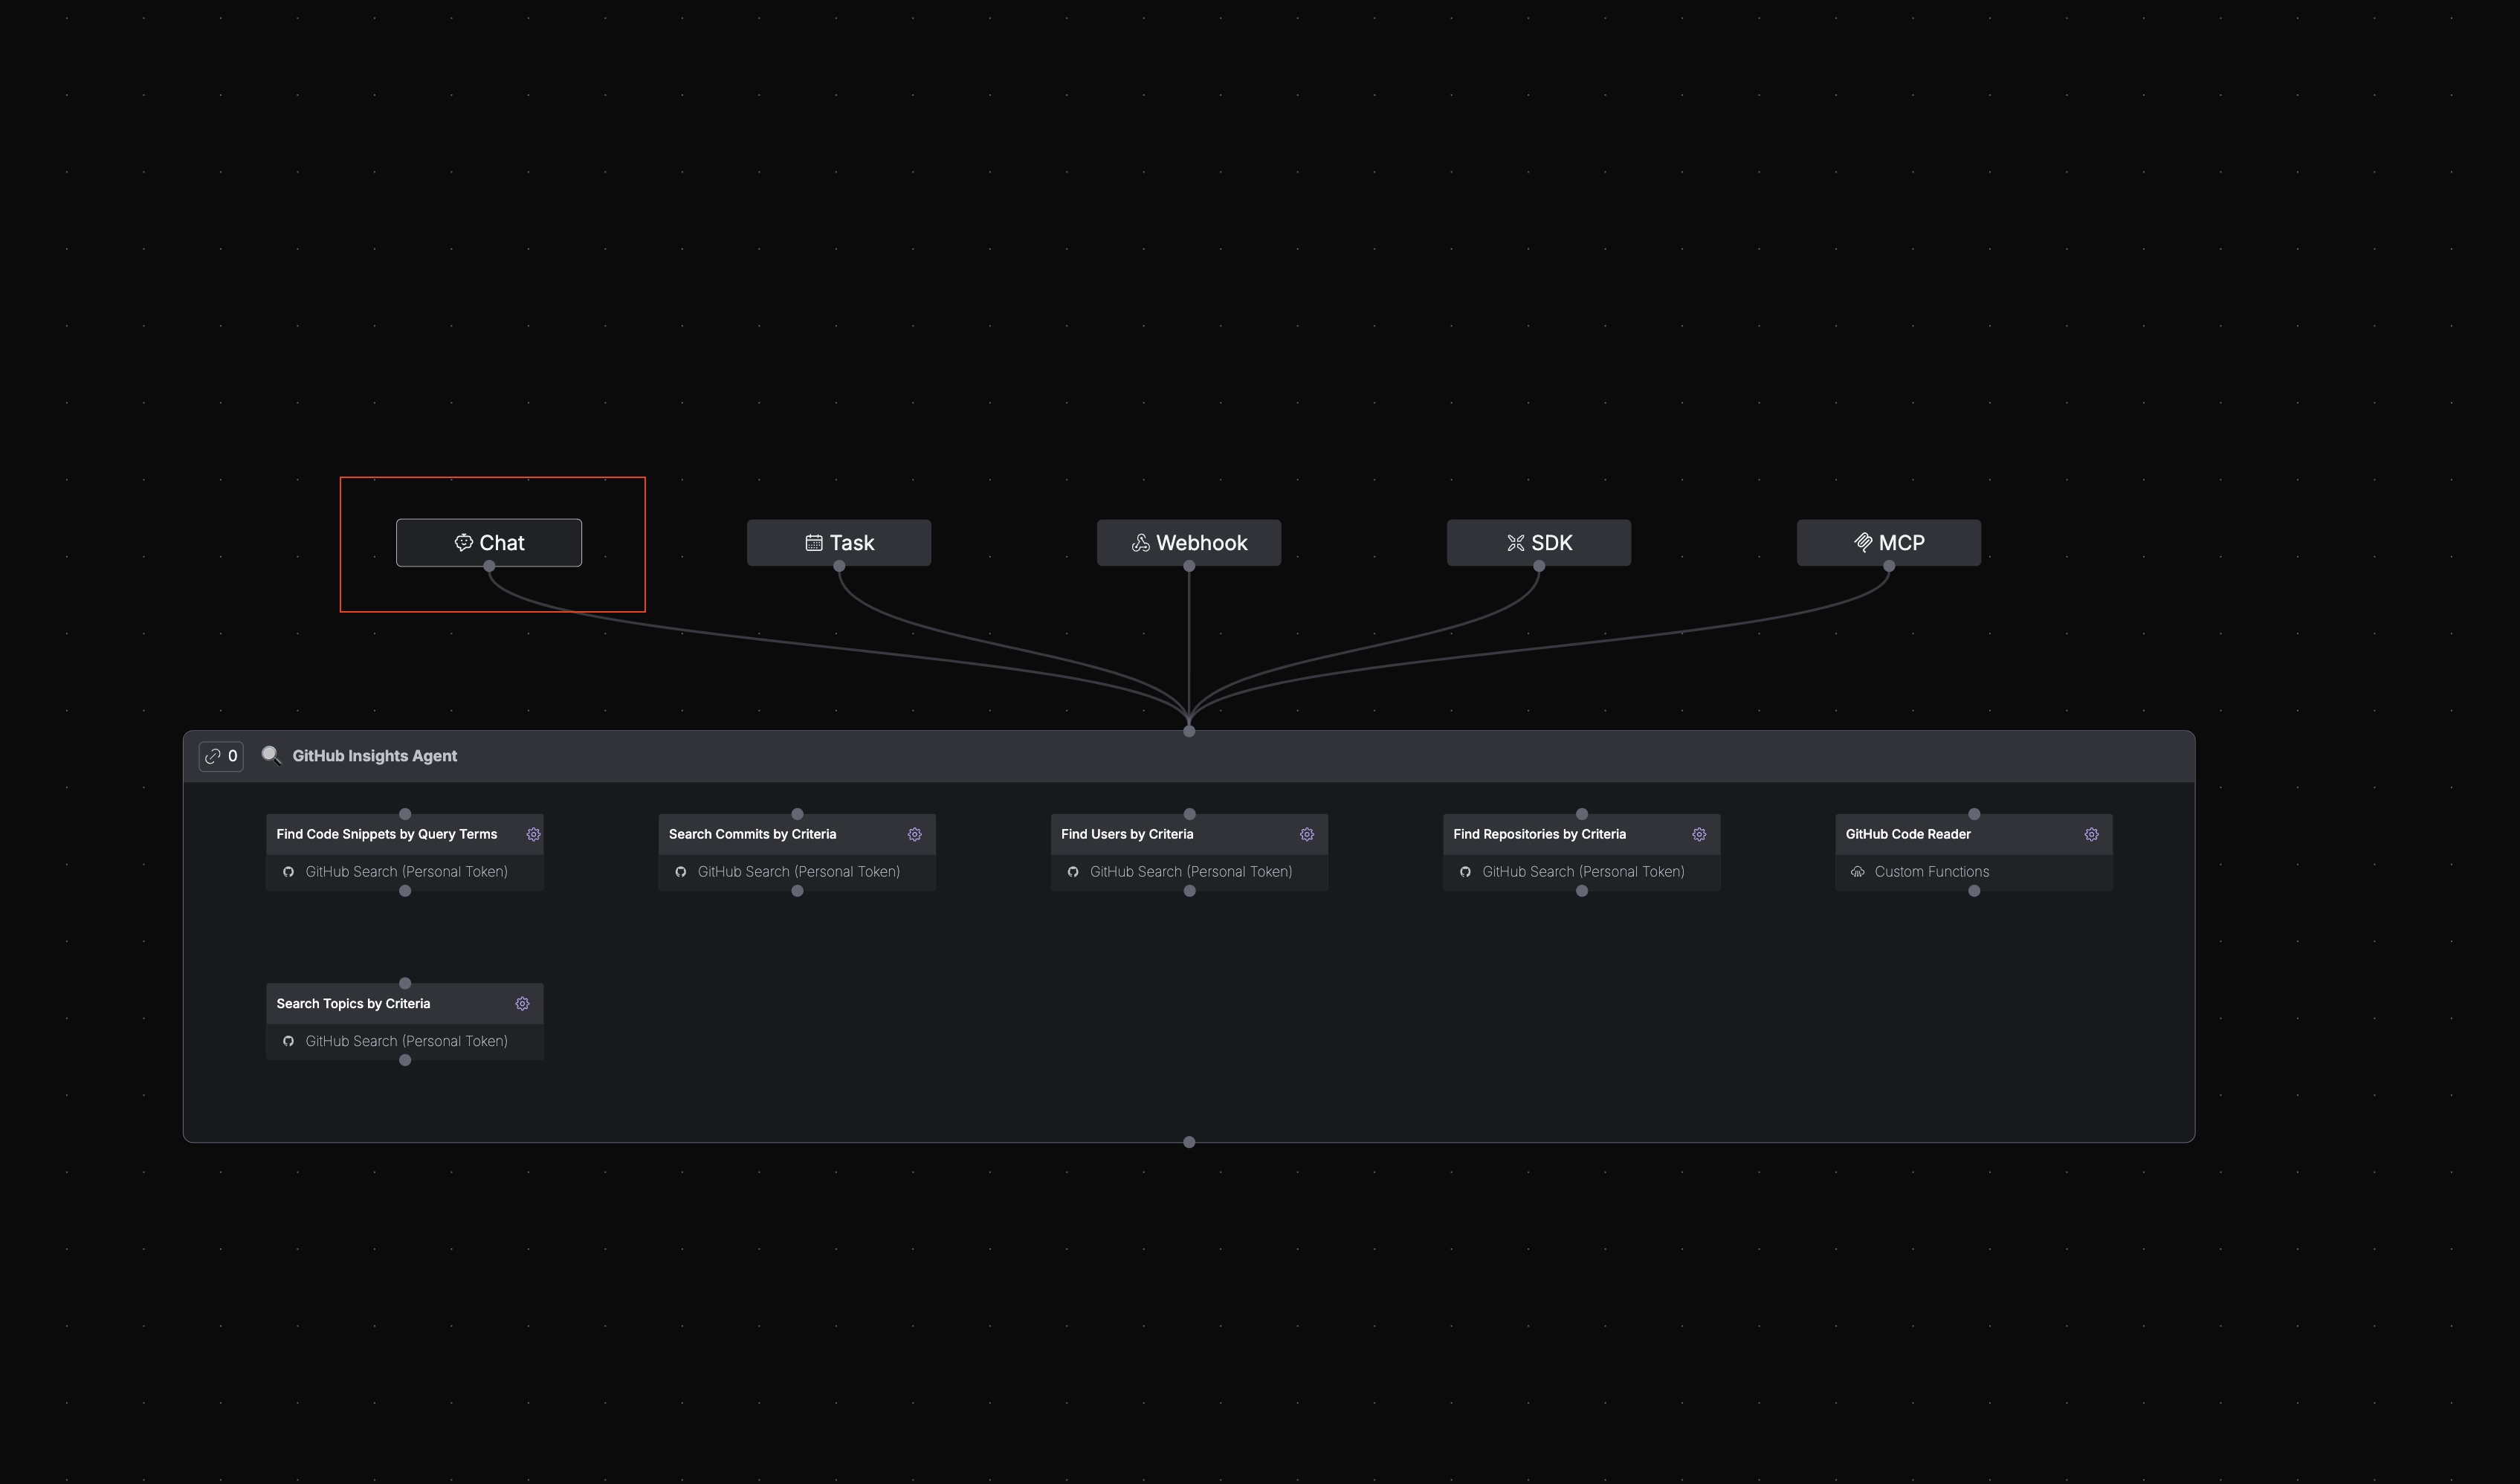 Chat
Task
Webhook
SDK
MCP
0
GitHub Insights Agent
Find Code Snippets by Query Terms
GitHub Search (Personal Token)
Search Commits by Criteria
GitHub Search (Personal Token)
Find Users by Criteria
GitHub Search (Personal Token)
Find Repositories by Criteria
GitHub Search (Personal Token)
GitHub Code Reader
Custom Functions
Search Topics by Criteria
GitHub Search (Personal Token)